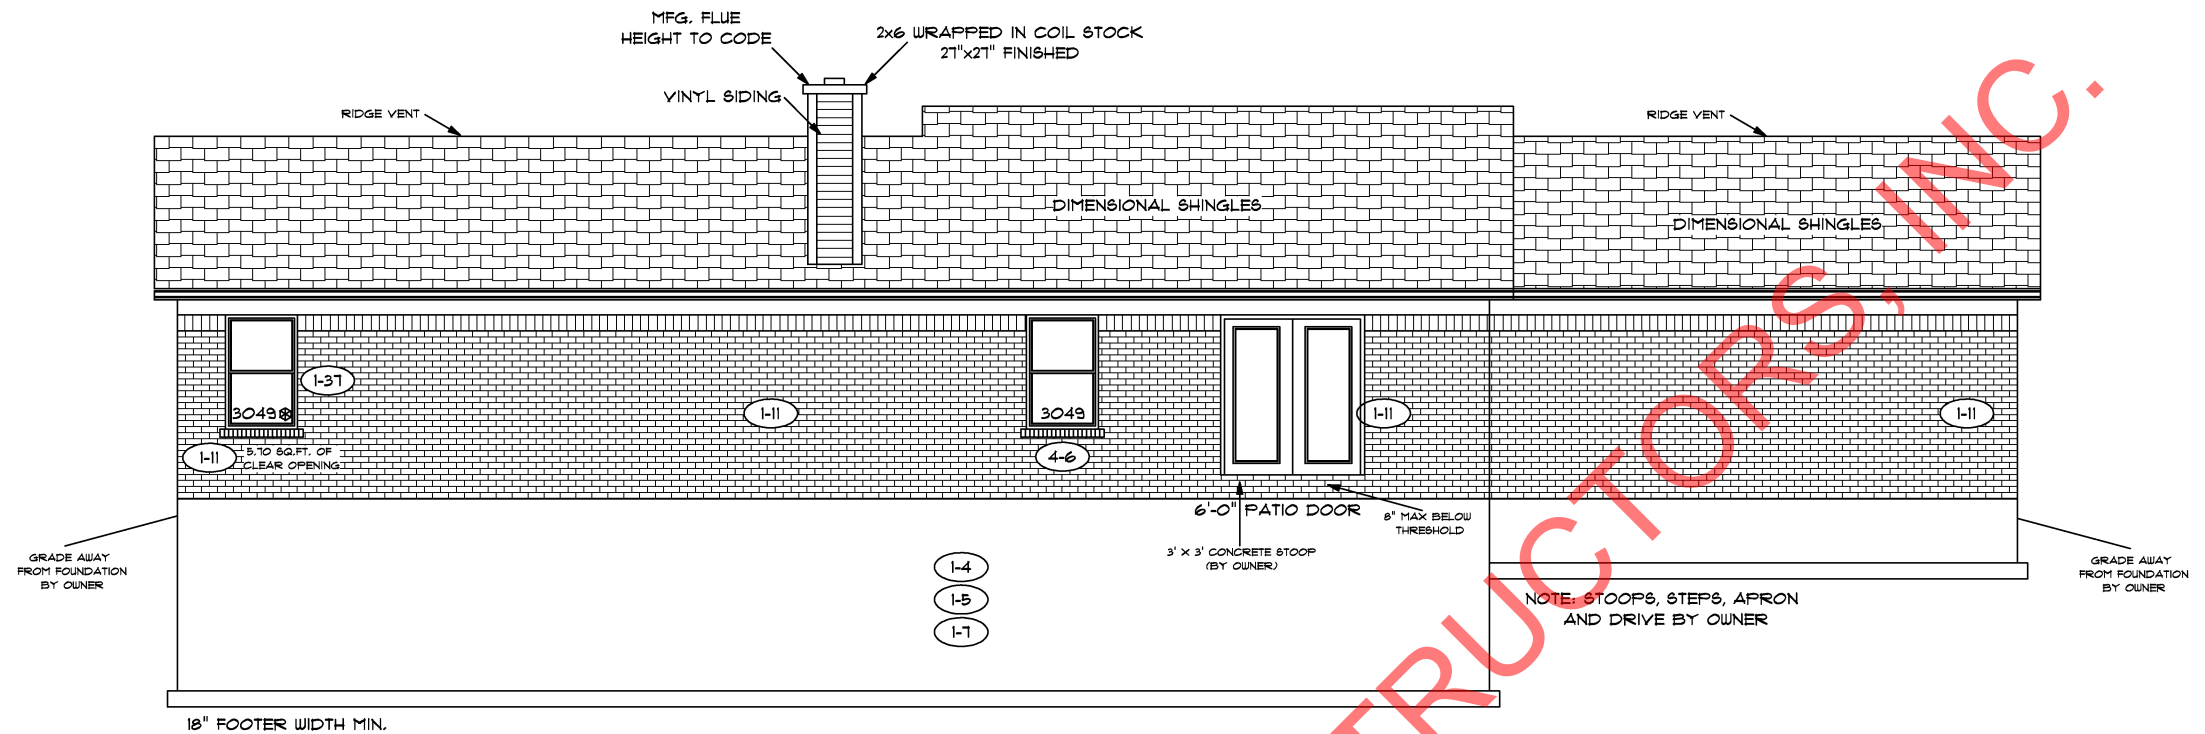 MFG. FLUE
HEIGHT TO CODE
2x6 WRAPPED IN COIL STOCK
27"x27" FINISHED
VINYL SIDING
RIDGE VENT
RIDGE VENT
DIMENSIONAL SHINGLES
DIMENSIONAL SHINGLES
1-37
3049
1-11
3049
1-11
1-11
1-11
5.70 SQ.FT. OF
CLEAR OPENING
4-6
6'-0" PATIO DOOR
8" MAX BELOW
THRESHOLD
3' X 3' CONCRETE STOOP
(BY OWNER)
GRADE AWAY
FROM FOUNDATION
BY OWNER
GRADE AWAY
FROM FOUNDATION
BY OWNER
1-4
1-5
1-7
NOTE: STOOPS, STEPS, APRON
AND DRIVE BY OWNER
18" FOOTER WIDTH MIN.
TRUCTORS, INC.